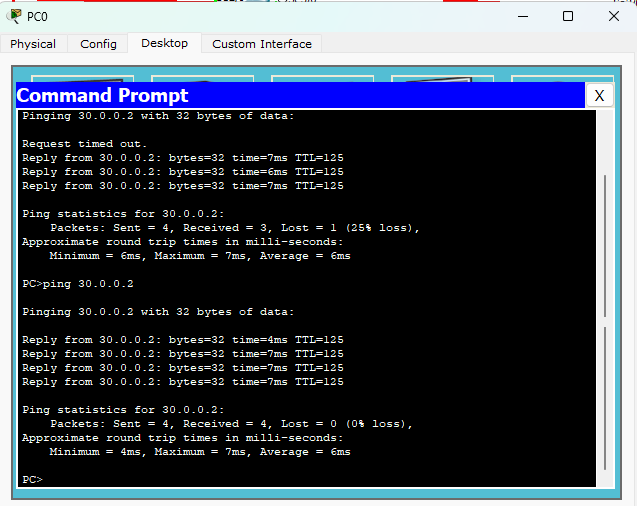 PC0
Physical Config Desktop Custom Interface
Command Prompt X
Pinging 30.0.0.2 with 32 bytes of data:
Request timed out.
Reply from 30.0.0.2: bytes=32 time=7ms TTL=125
Reply from 30.0.0.2: bytes=32 time=6ms TTL=125
Reply from 30.0.0.2: bytes=32 time=7ms TTL=125
Ping statistics for 30.0.0.2:
Packets: Sent = 4, Received = 3, Lost = 1 (25% loss),
Approximate round trip times in milli-seconds:
Minimum = 6ms, Maximum = 7ms, Average = 6ms
PC>ping 30.0.0.2
Pinging 30.0.0.2 with 32 bytes of data:
Reply from 30.0.0.2: bytes=32 time=4ms TTL=125
Reply from 30.0.0.2: bytes=32 time=7ms TTL=125
Reply from 30.0.0.2: bytes=32 time=7ms TTL=125
Reply from 30.0.0.2: bytes=32 time=7ms TTL=125
Ping statistics for 30.0.0.2:
Packets: Sent = 4, Received = 4, Lost = 0 (0% loss),
Approximate round trip times in milli-seconds:
Minimum = 4ms, Maximum = 7ms, Average = 6ms
PC>